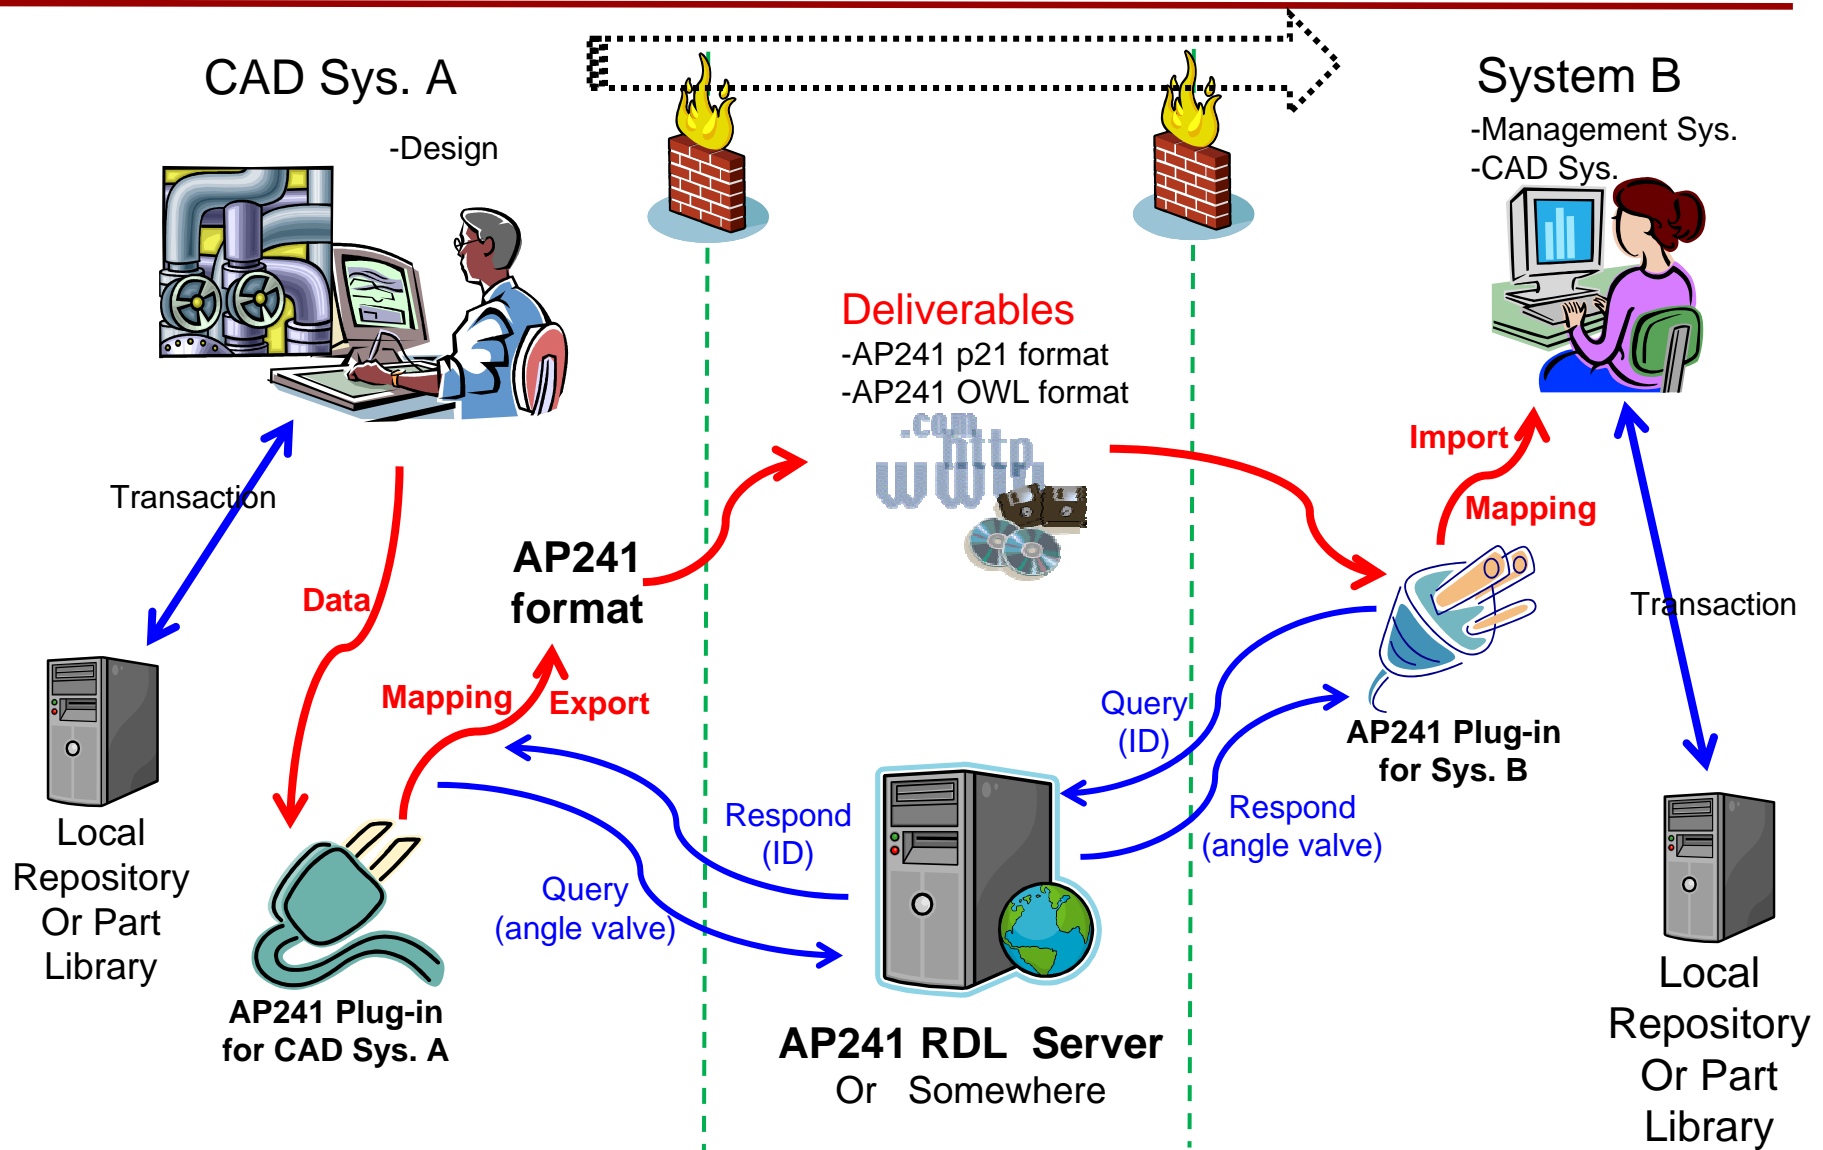 CAD Sys. A
-Design
System B
-Management Sys.
-CAD Sys.
Deliverables
-AP241 p21 format
-AP241 OWL format
.com
http
www
Transaction
Data
AP241
format
Mapping
Export
Import
Mapping
Transaction
Query
(ID)
Respond
(angle valve)
AP241 Plug-in
for Sys. B
Respond
(ID)
Query
(angle valve)
Local
Repository
Or Part
Library
AP241 Plug-in
for CAD Sys. A
AP241 RDL Server
Or Somewhere
Local
Repository
Or Part
Library